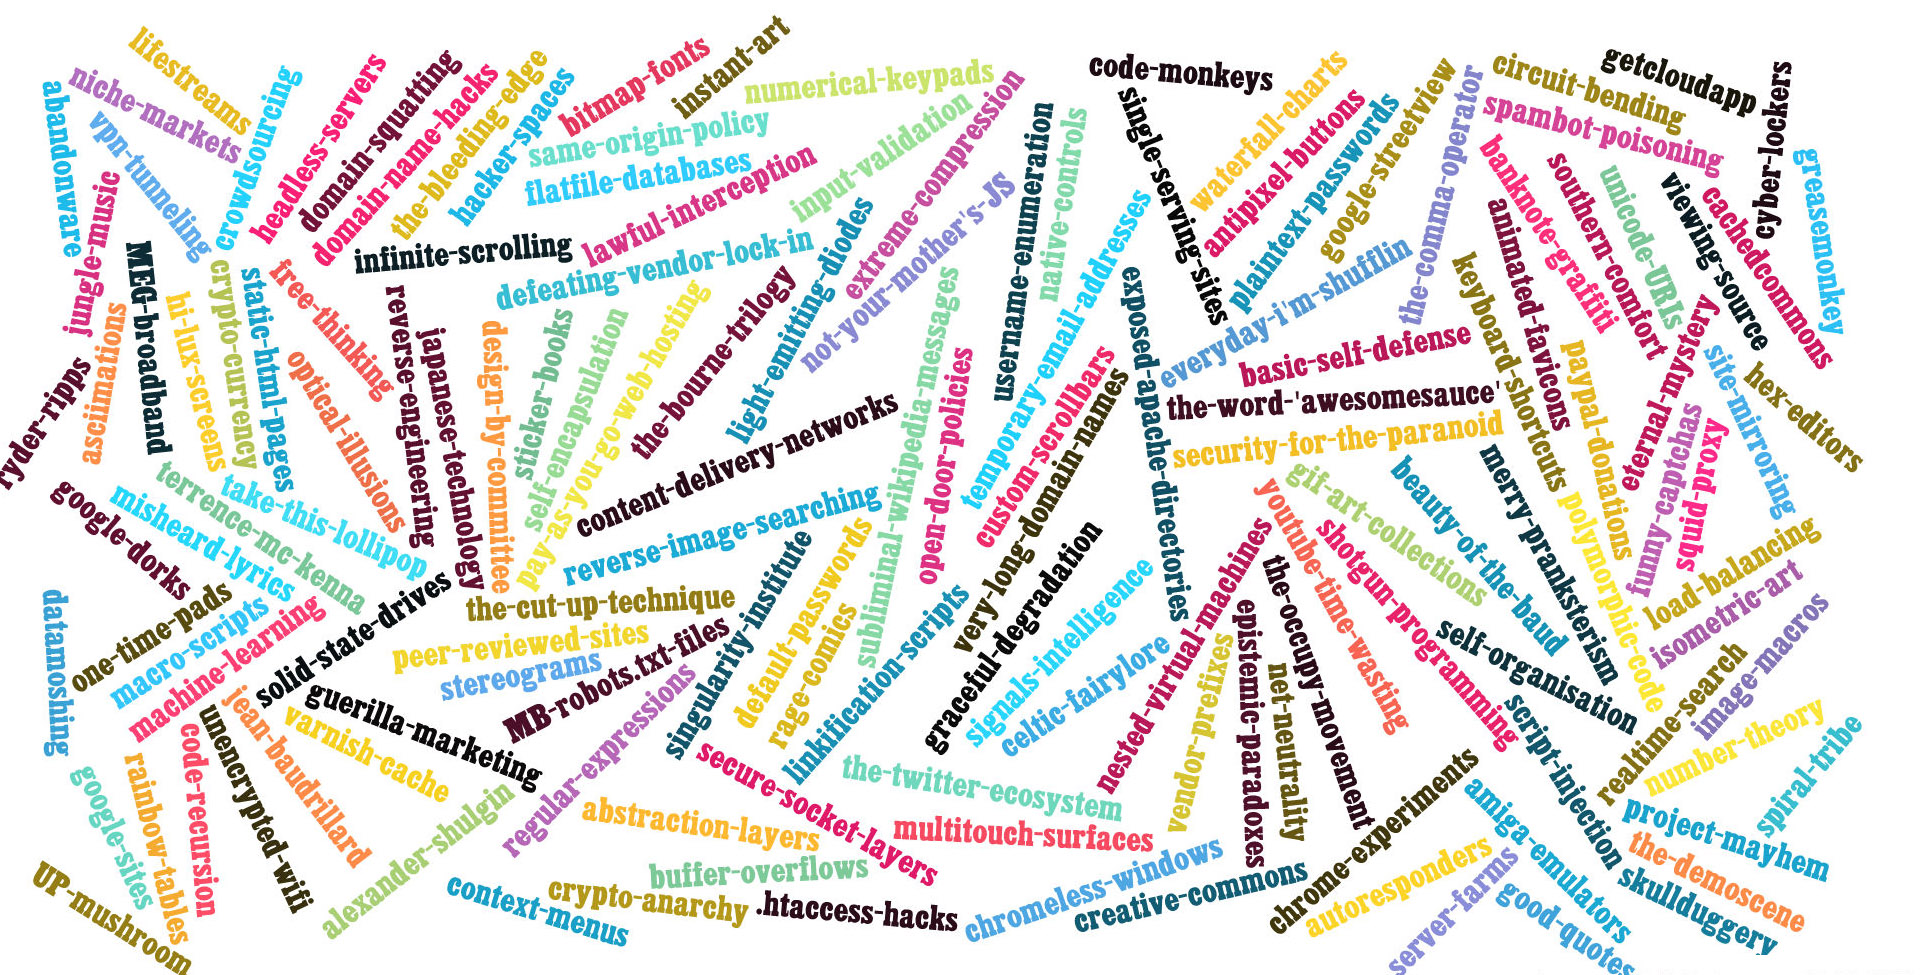 lifestreams
niche-markets
abandonware
vpn-tunneling
crowdsourcing
headless-servers
domain-squatting
domain-name-hacks
the-bleeding-edge
hacker-spaces
bitmap-fonts
instant-art
numerical-keypads
same-origin-policy
flatfile-databases
lawful-interception
input-validation
extreme-compression
infinite-scrolling
defeating-vendor-lock-in
light-emitting-diodes
not-your-mother's-JS
username-enumeration
native-controls
code-monkeys
single-serving-sites
waterfall-charts
antipixel-buttons
plaintext-passwords
google-streetview
the-comma-operator
circuit-bending
getcloudapp
spambot-poisoning
cyber-lockers
greasemonkey
banknote-graffiti
southern-comfort
unicode-URIs
viewing-source
cachedcommons
jungle-music
MEG-broadband
hi-lux-screens
crypto-currency
static-html-pages
free-thinking
optical-illusions
reverse-engineering
japanese-technology
design-by-committee
sticker-books
self-encapsulation
pay-as-you-go-web-hosting
the-bourne-trilogy
content-delivery-networks
subliminal-wikipedia-messages
open-door-policies
temporary-email-addresses
custom-scrollbars
very-long-domain-names
exposed-apache-directories
everyday-i'm-shufflin
basic-self-defense
the-word-'awesomesauce'
security-for-the-paranoid
keyboard-shortcuts
animated-favicons
paypal-donations
eternal-mystery
site-mirroring
hex-editors
funny-captchas
squid-proxy
ryder-ripps
asciimations
google-dorks
misheard-lyrics
terrence-mc-kenna
take-this-lollipop
reverse-image-searching
gif-art-collections
beauty-of-the-baud
merry-pranksterism
polymorphic-code
load-balancing
isometric-art
image-macros
youtube-time-wasting
shotgun-programming
self-organisation
datamoshing
one-time-pads
macro-scripts
machine-learning
solid-state-drives
the-cut-up-technique
peer-reviewed-sites
stereograms
MB-robots.txt-files
singularity-institute
default-passwords
rage-comics
linkification-scripts
graceful-degradation
signals-intelligence
celtic-fairylore
nested-virtual-machines
vendor-prefixes
epistemic-paradoxes
net-neutrality
the-occupy-movement
script-injection
realtime-search
number-theory
spiral-tribe
jean-baudrillard
guerilla-marketing
varnish-cache
unencrypted-wifi
code-recursion
rainbow-tables
google-sites
UP-mushroom
alexander-shulgin
regular-expressions
secure-socket-layers
the-twitter-ecosystem
abstraction-layers
multitouch-surfaces
buffer-overflows
context-menus
crypto-anarchy
.htaccess-hacks
chromeless-windows
creative-commons
chrome-experiments
autoresponders
server-farms
amiga-emulators
good-quotes
project-mayhem
the-demoscene
skullduggery